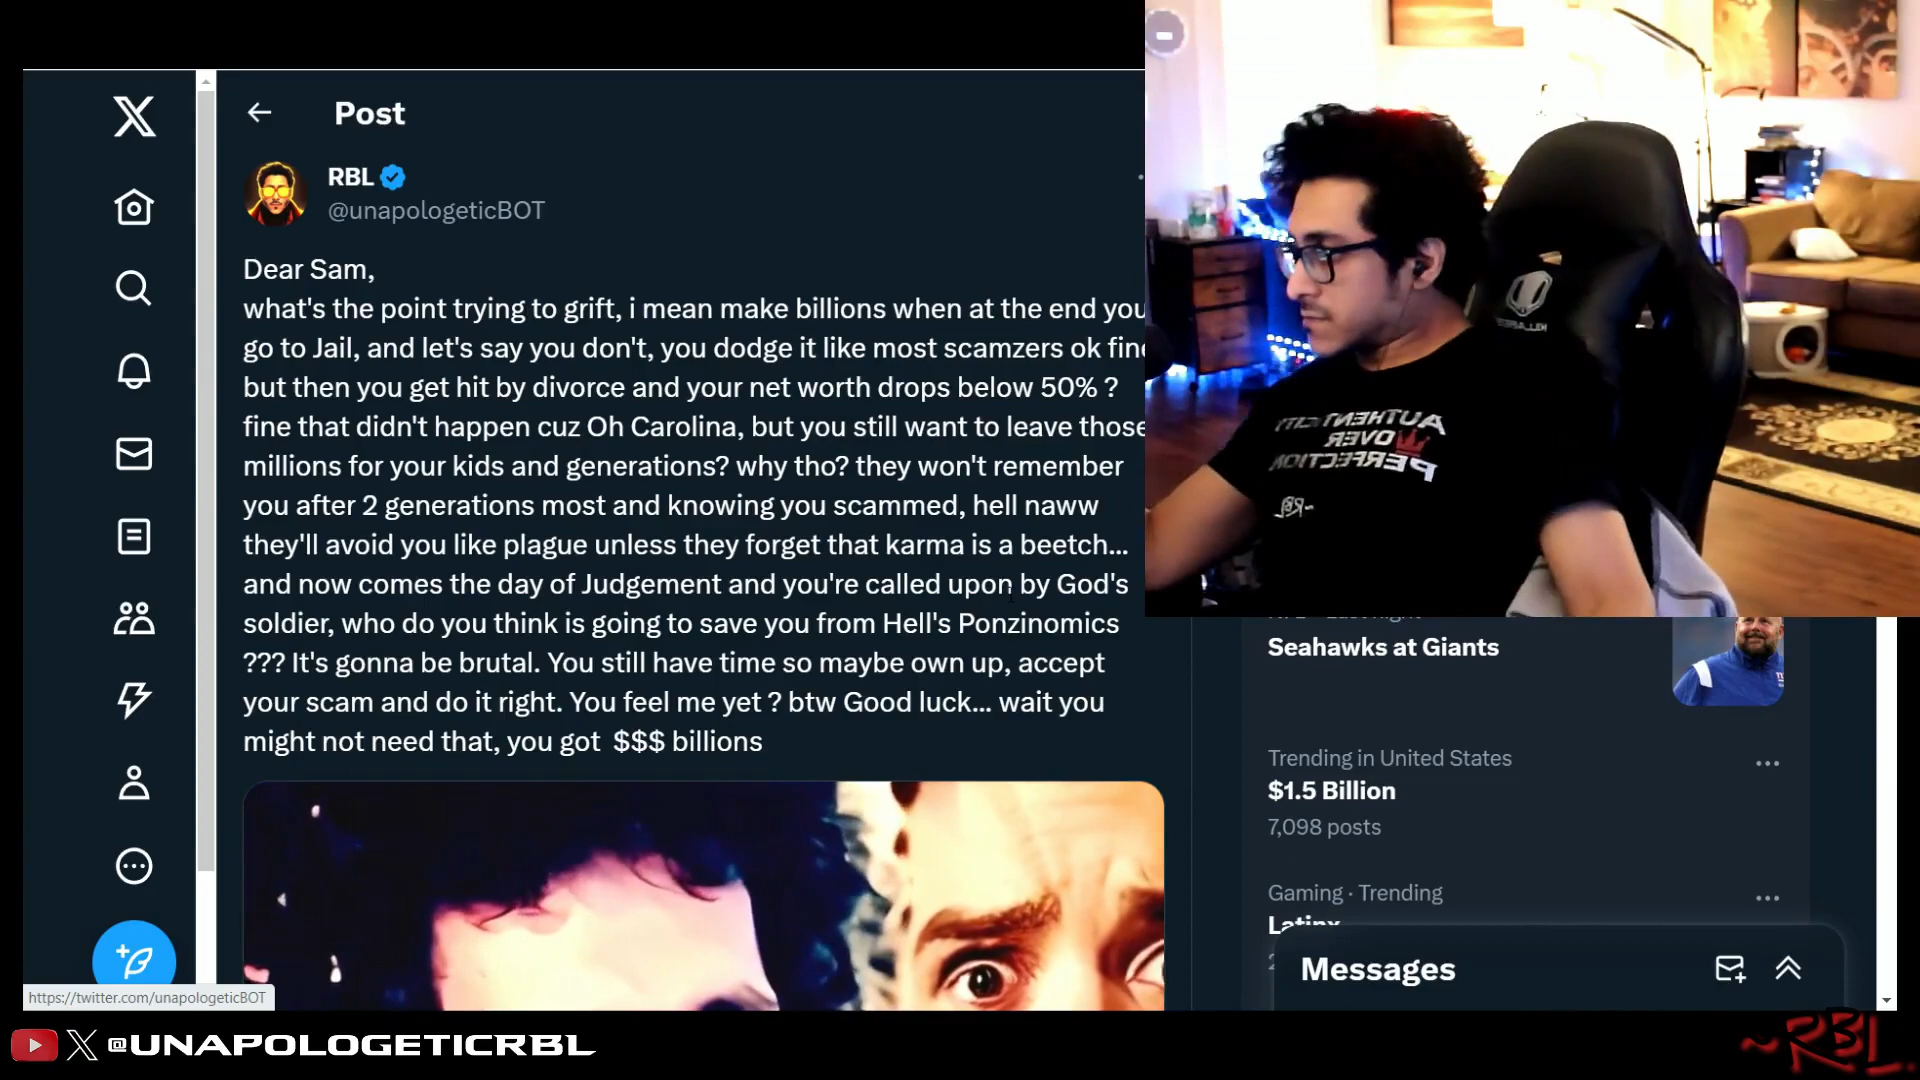 Post
RBL
@unapologeticBOT
Dear Sam,
what's the point trying to grift, i mean make billions when at the end you
go to Jail, and let's say you don't, you dodge it like most scamzers ok fine
but then you get hit by divorce and your net worth drops below 50% ?
fine that didn't happen cuz Oh Carolina, but you still want to leave those
millions for your kids and generations? why tho? they won't remember
you after 2 generations most and knowing you scammed, hell naww
they'll avoid you like plague unless they forget that karma is a beetch...
and now comes the day of Judgement and you're called upon by God's
soldier, who do you think is going to save you from Hell's Ponzinomics
??? It's gonna be brutal. You still have time so maybe own up, accept
your scam and do it right. You feel me yet ? btw Good luck... wait you
might not need that, you got $$$ billions
AUTHENTICITY
OVER
PERFECTION
~RBL
Seahawks at Giants
Trending in United States
$1.5 Billion
7,098 posts
Gaming · Trending
Latinx
Messages
https://twitter.com/unapologeticBOT
@UNAPOLOGETICRBL
~RBL.